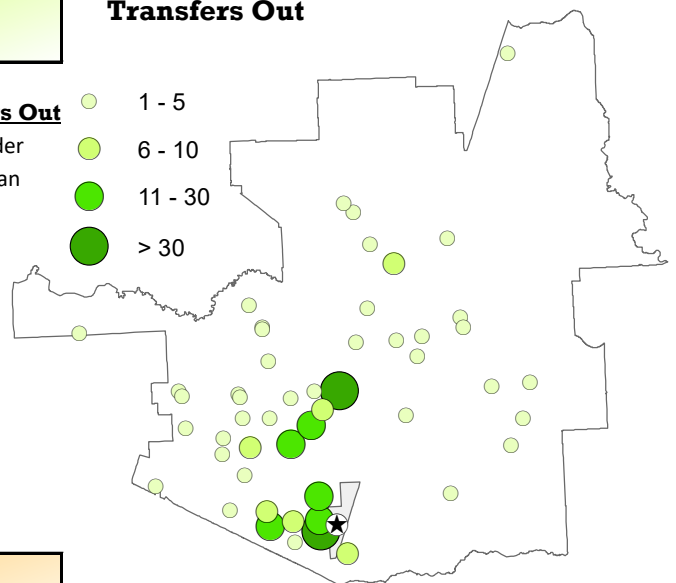 Transfers Out
s Out
der
an
1 - 5
6 - 10
11 - 30
> 30